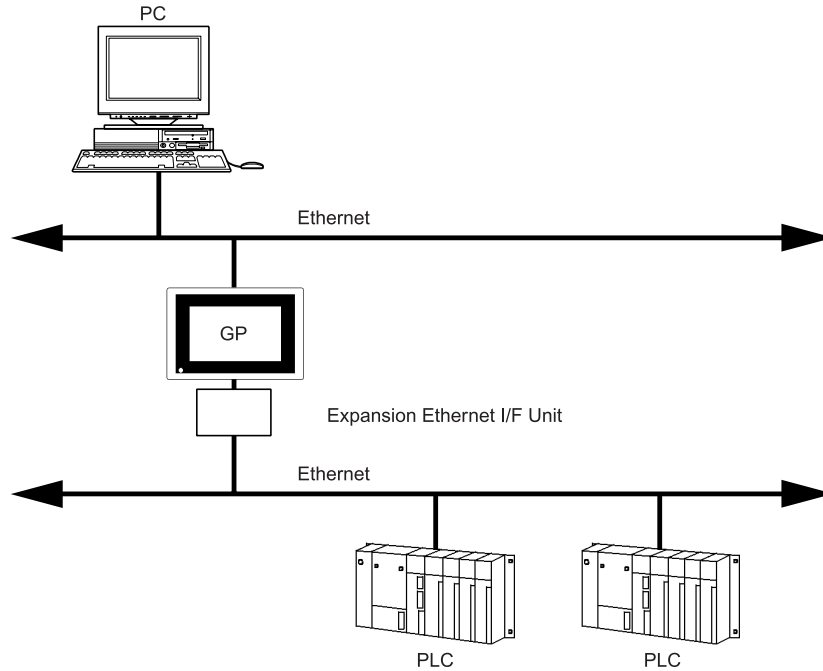 PC
Ethernet
GP
Expansion Ethernet I/F Unit
Ethernet
PLC
PLC